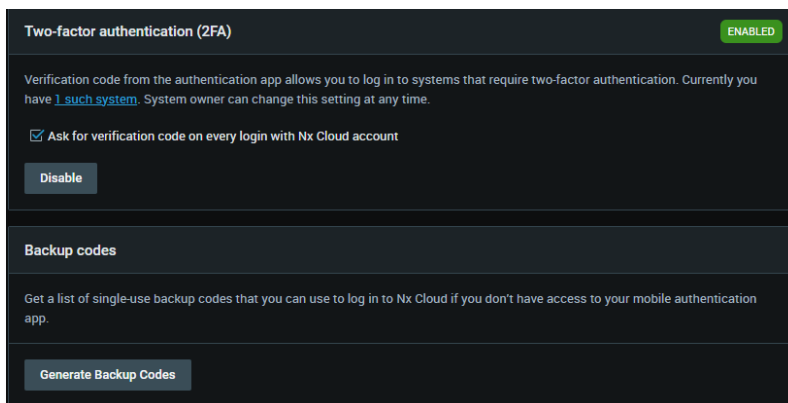 Two-factor authentication (2FA)
ENABLED
Verification code from the authentication app allows you to log in to systems that require two-factor authentication. Currently you
have 1 such system. System owner can change this setting at any time.
Ask for verification code on every login with Nx Cloud account
Disable
Backup codes
Get a list of single-use backup codes that you can use to log in to Nx Cloud if you don't have access to your mobile authentication
app.
Generate Backup Codes